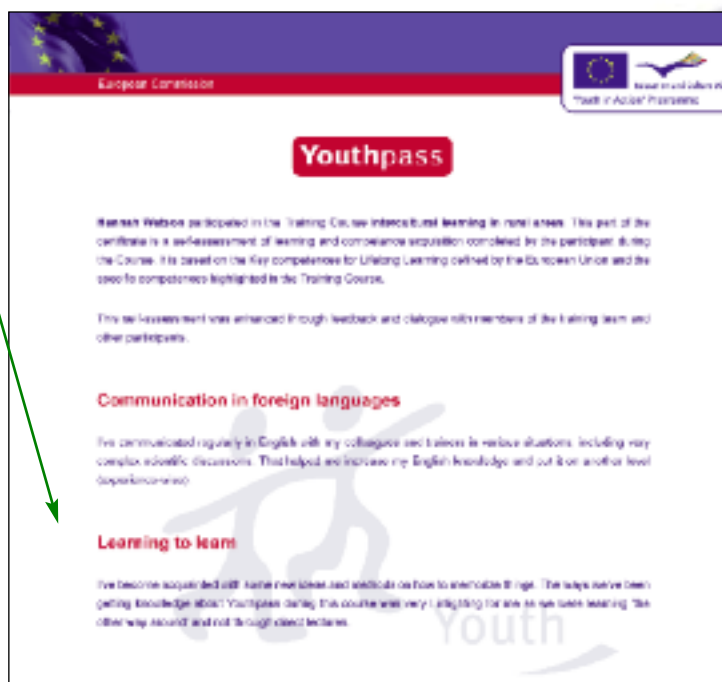 European Commission
'Youth in Action' Programme
Youthpass
Hannah Watson participated in the Training Course intercultural learning in rural areas. This part of the
certificate is a self-assessment of learning and competence acquisition completed by the participant during
the Course. It is based on the Key competences for Lifelong Learning defined by the European Union and the
specific competences highlighted in the Training Course.
This self-assessment was enhanced through feedback and dialogue with members of the training team and
other participants.
Communication in foreign languages
I've communicated regularly in English with my colleagues and trainers in various situations, including very
complex scientific discussions. That helped me increase my English knowledge and put it on another level
(experience-wise)
Learning to learn
I've become acquainted with some new ideas and methods on how to memorize things. The ways we've been
getting knowledge about Youthpass during this course was very for me as we were learning 'the
other way around' and not through direct lectures.
Youth